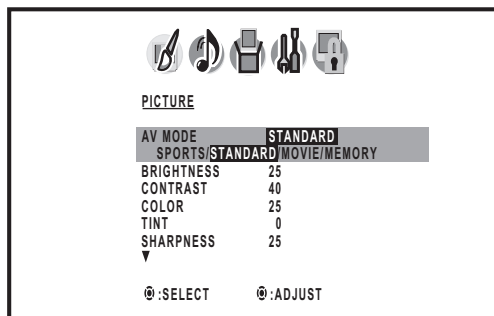 PICTURE
AV MODE STANDARD
SPORTS/STANDARD/MOVIE/MEMORY
BRIGHTNESS 25
CONTRAST 40
COLOR 25
TINT 0
SHARPNESS 25
:SELECT :ADJUST